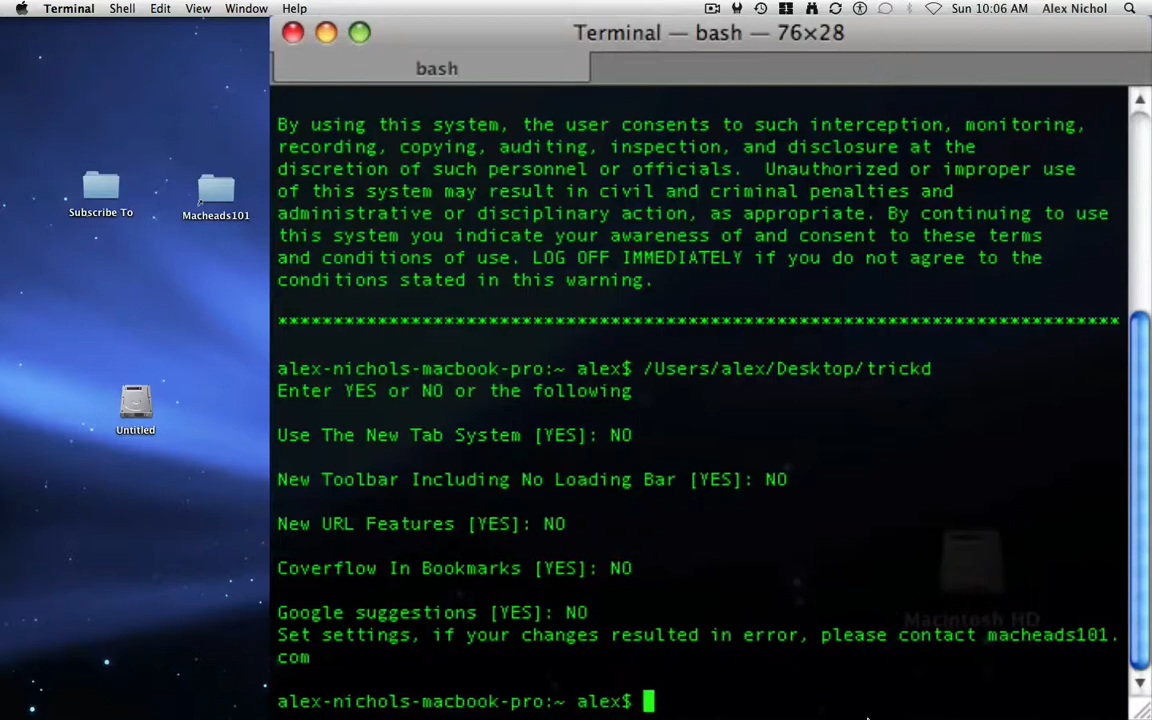 Terminal Shell Edit View Window Help Sun 10:06 AM Alex Nichol
Terminal — bash — 76×28
bash
By using this system, the user consents to such interception, monitoring,
recording, copying, auditing, inspection, and disclosure at the
discretion of such personnel or officials.  Unauthorized or improper use
of this system may result in civil and criminal penalties and
administrative or disciplinary action, as appropriate. By continuing to use
this system you indicate your awareness of and consent to these terms
and conditions of use. LOG OFF IMMEDIATELY if you do not agree to the
conditions stated in this warning.
****************************************************************************
alex-nichols-macbook-pro:~ alex$ /Users/alex/Desktop/trickd
Enter YES or NO or the following
Use The New Tab System [YES]: NO
New Toolbar Including No Loading Bar [YES]: NO
New URL Features [YES]: NO
Coverflow In Bookmarks [YES]: NO
Google suggestions [YES]: NO
Set settings, if your changes resulted in error, please contact macheads101.
com
alex-nichols-macbook-pro:~ alex$
Subscribe To
Macheads101
Untitled
Macintosh HD